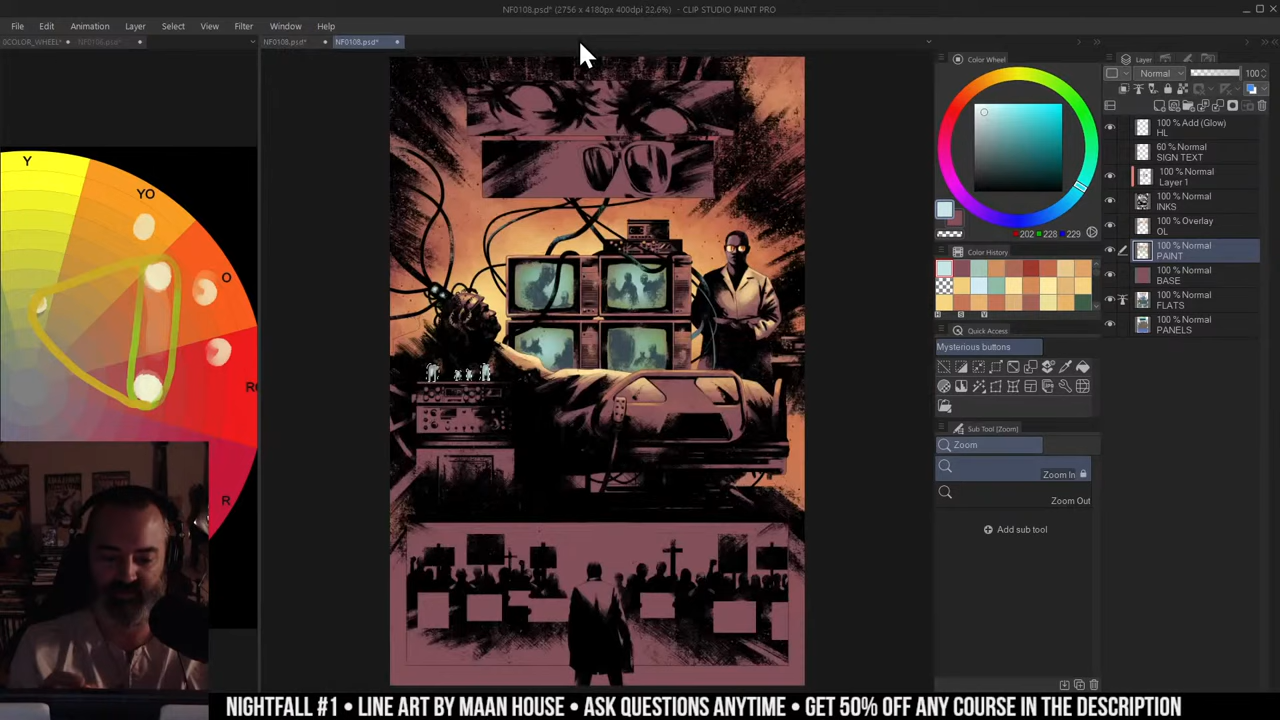 NF0108.psd* (2756 x 4180px 400dpi 22.6%) - CLIP STUDIO PAINT PRO
File Edit Animation Layer Select View Filter Window Help
0COLOR_WHEEL* NF0108.psd* NF0108.psd* NF0108.psd*
Y
YO
O
R
Color Wheel
202 228 229
Color History
H S V
Quick Access
Mysterious buttons
Sub Tool (Zoom)
Zoom
Zoom In
Zoom Out
Add sub tool
Layer
Normal 100
100 % Add (Glow)
HL
60 % Normal
SIGN TEXT
100 % Normal
Layer 1
100 % Normal
INKS
100 % Overlay
OL
100 % Normal
PAINT
100 % Normal
BASE
100 % Normal
FLATS
100 % Normal
PANELS
NIGHTFALL #1 • LINE ART BY MAAN HOUSE • ASK QUESTIONS ANYTIME • GET 50% OFF ANY COURSE IN THE DESCRIPTION